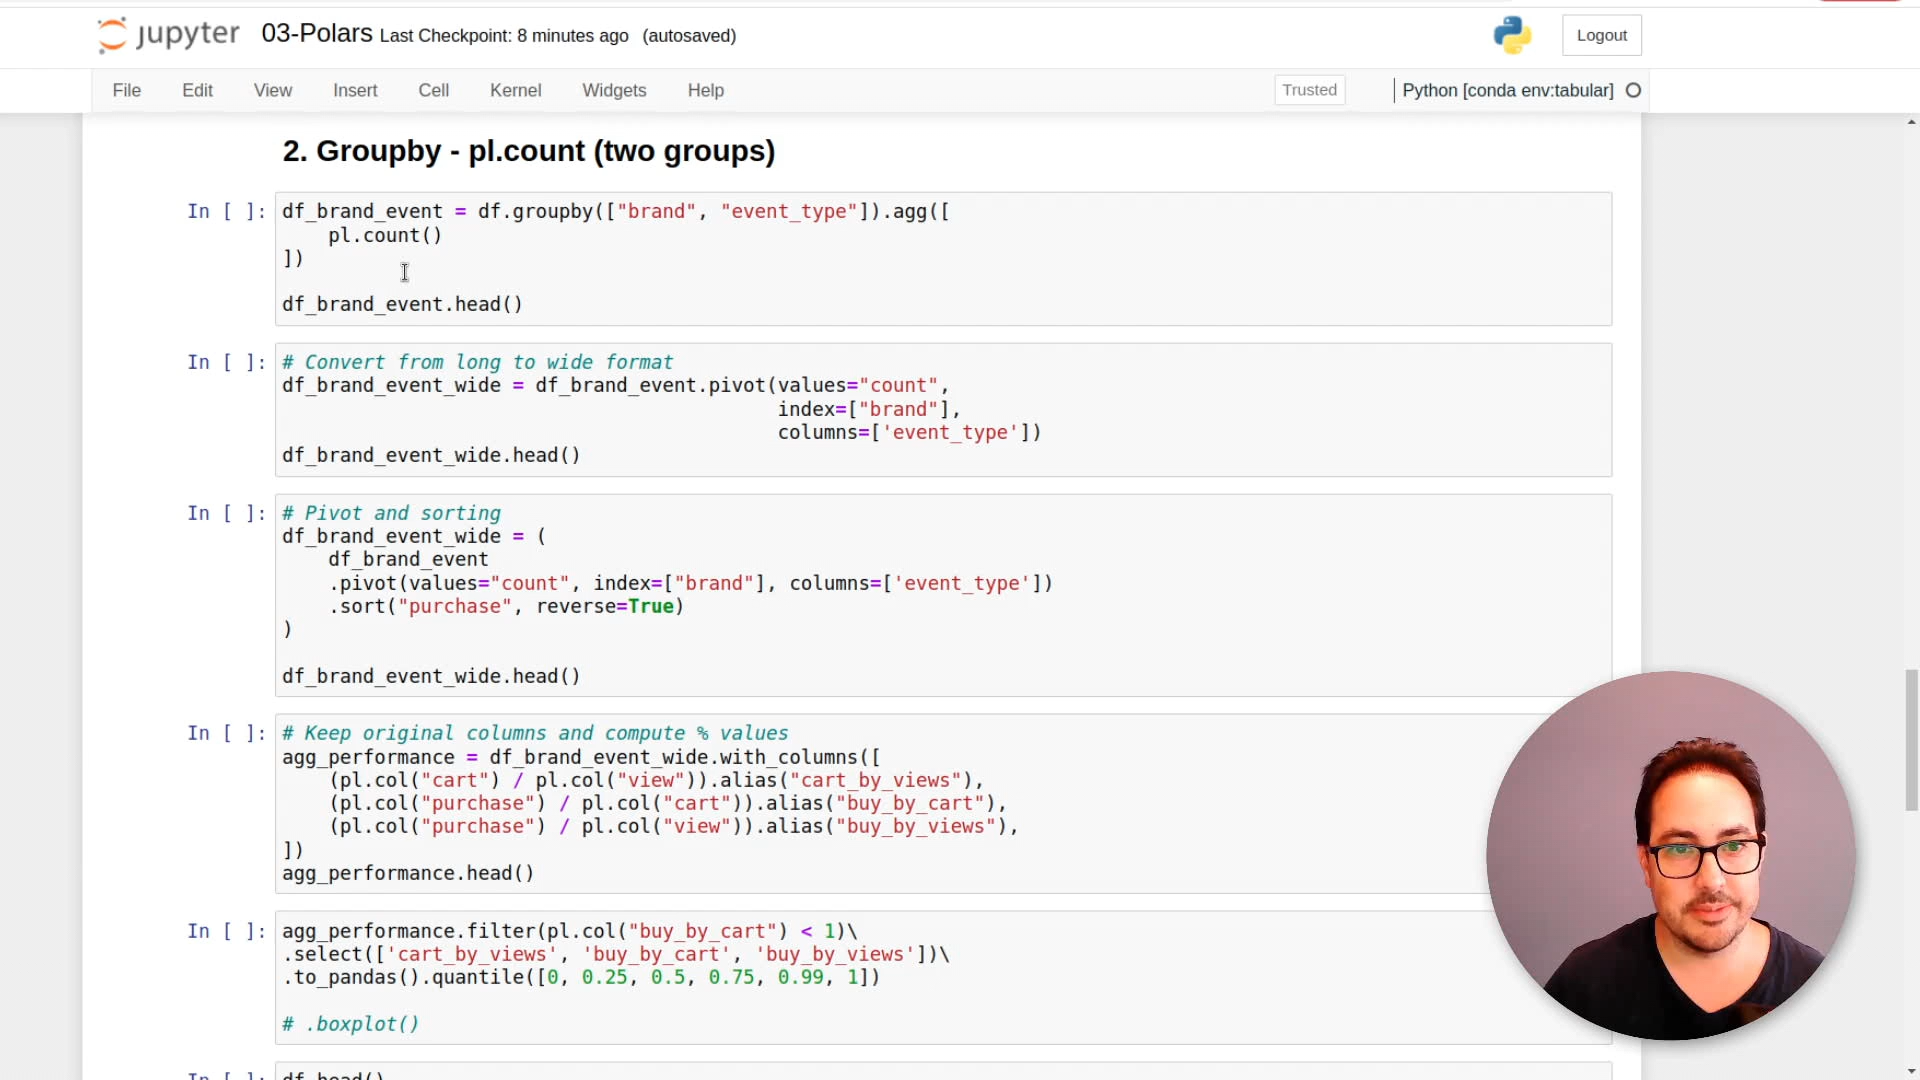 jupyter 03-Polars Last Checkpoint: 8 minutes ago (autosaved) Logout
File Edit View Insert Cell Kernel Widgets Help Trusted Python [conda env:tabular]
2. Groupby - pl.count (two groups)
In [ ]: df_brand_event = df.groupby(["brand", "event_type"]).agg([
    pl.count()
])
df_brand_event.head()
In [ ]: # Convert from long to wide format
df_brand_event_wide = df_brand_event.pivot(values="count",
index=["brand"],
columns=['event_type'])
df_brand_event_wide.head()
In [ ]: # Pivot and sorting
df_brand_event_wide = (
    df_brand_event
    .pivot(values="count", index=["brand"], columns=['event_type'])
    .sort("purchase", reverse=True)
)
df_brand_event_wide.head()
In [ ]: # Keep original columns and compute % values
agg_performance = df_brand_event_wide.with_columns([
    (pl.col("cart") / pl.col("view")).alias("cart_by_views"),
    (pl.col("purchase") / pl.col("cart")).alias("buy_by_cart"),
    (pl.col("purchase") / pl.col("view")).alias("buy_by_views"),
])
agg_performance.head()
In [ ]: agg_performance.filter(pl.col("buy_by_cart") < 1)\
.select(['cart_by_views', 'buy_by_cart', 'buy_by_views'])\
.to_pandas().quantile([0, 0.25, 0.5, 0.75, 0.99, 1])
# .boxplot()
In [ ]: df.head()